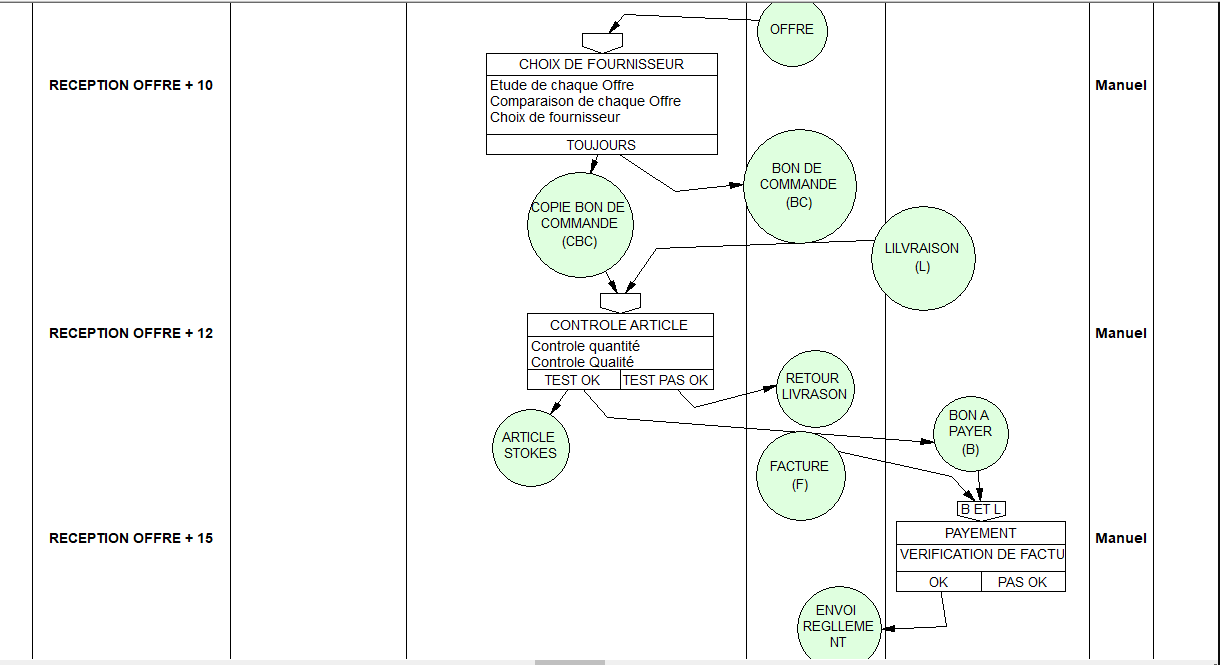 OFFRE
CHOIX DE FOURNISSEUR
RECEPTION OFFRE + 10
Etude de chaque Offre
Comparaison de chaque Offre
Choix de fournisseur
Manuel
TOUJOURS
BON DE
COMMANDE
(BC)
COPIE BON DE
COMMANDE
(CBC)
LILVRAISON
(L)
CONTROLE ARTICLE
RECEPTION OFFRE + 12
Controle quantité
Controle Qualité
Manuel
TEST OK
TEST PAS OK
RETOUR
LIVRASON
ARTICLE
STOKES
BON A
PAYER
(B)
FACTURE
(F)
B ET L
PAYEMENT
RECEPTION OFFRE + 15
VERIFICATION DE FACTU
Manuel
OK
PAS OK
ENVOI
REGLLEME
NT